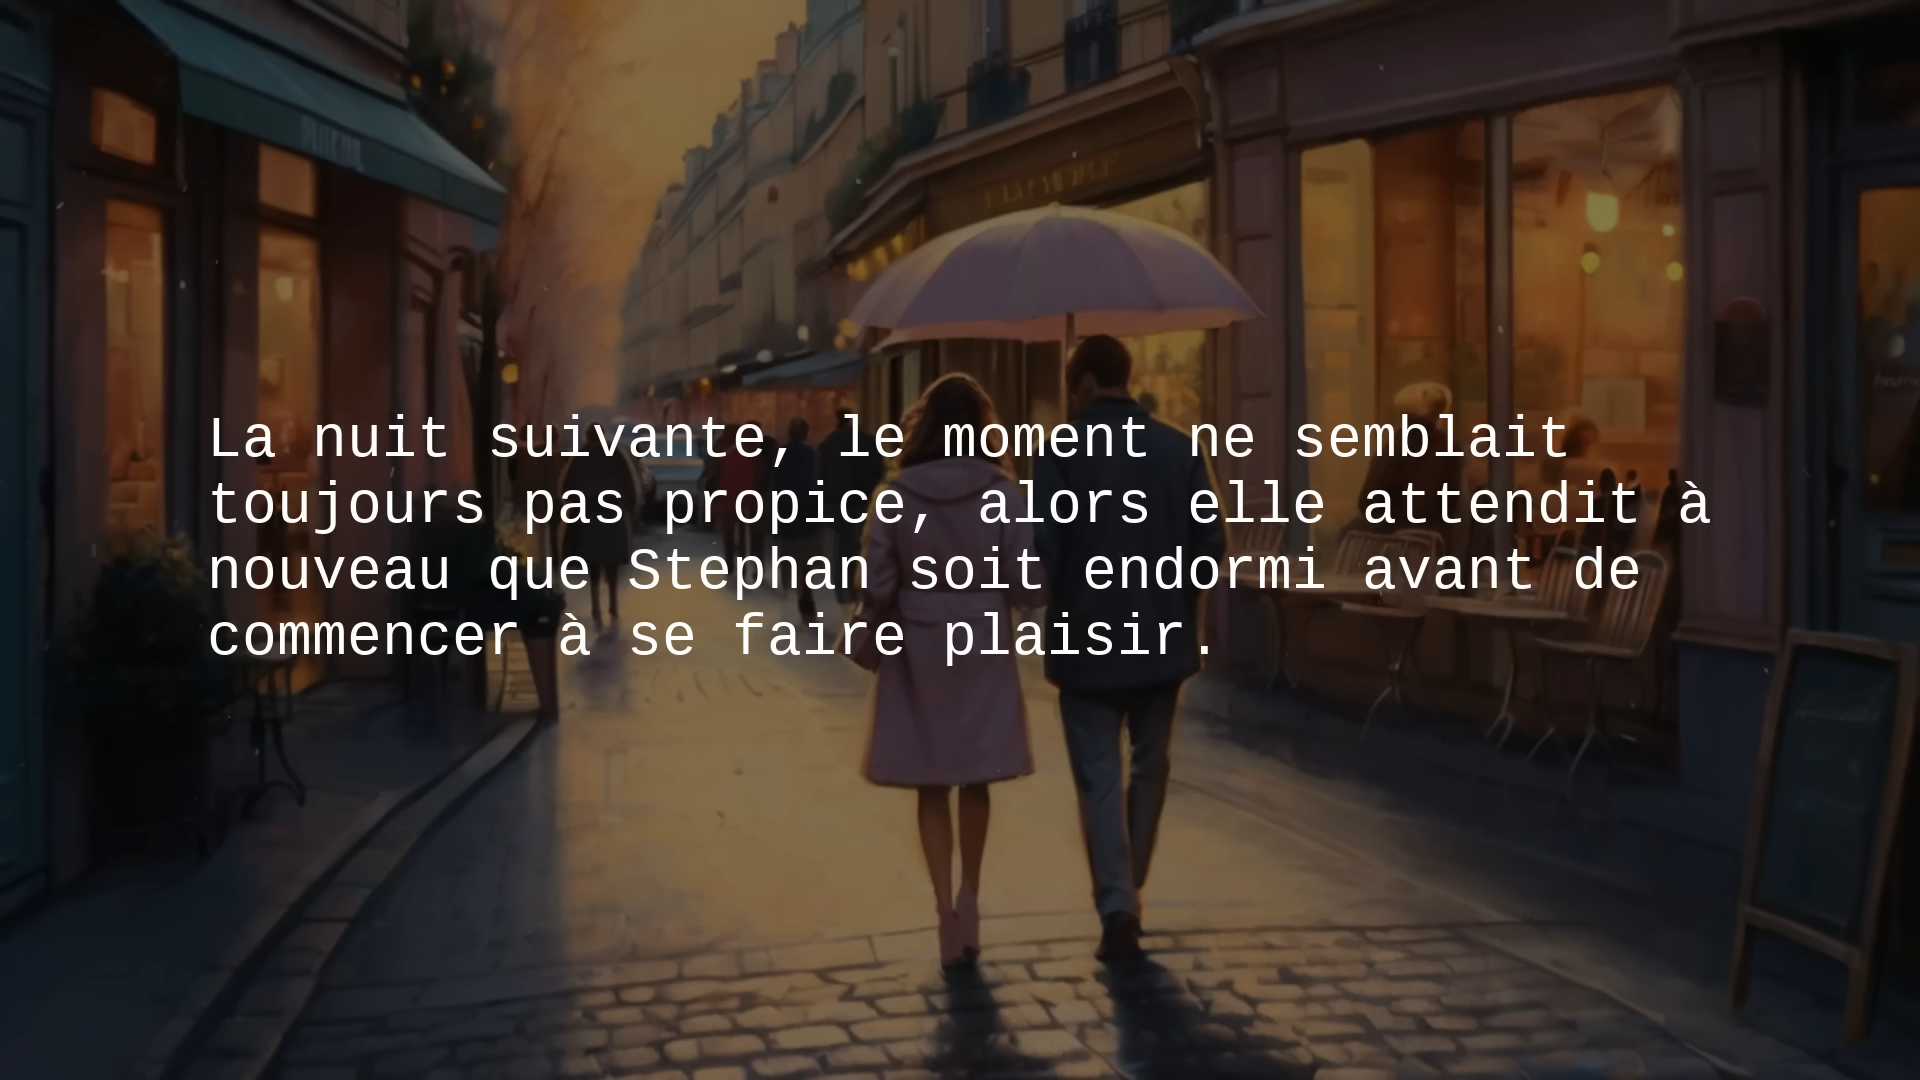 La nuit suivante, le moment ne semblait
toujours pas propice, alors elle attendit à
nouveau que Stephan soit endormi avant de
commencer à se faire plaisir.